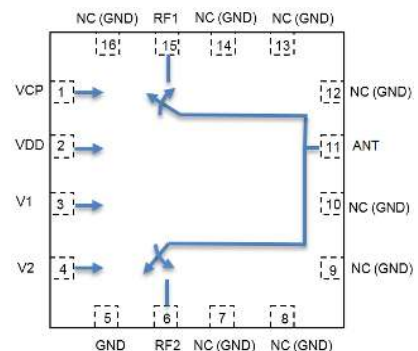 NC (GND) RF1 NC (GND) NC (GND)
16 15 14 13
VCP 1 12 NC (GND)
VDD 2 11 ANT
V1 3 10 NC (GND)
V2 4 9 NC (GND)
5 6 7 8
GND RF2 NC (GND) NC (GND)